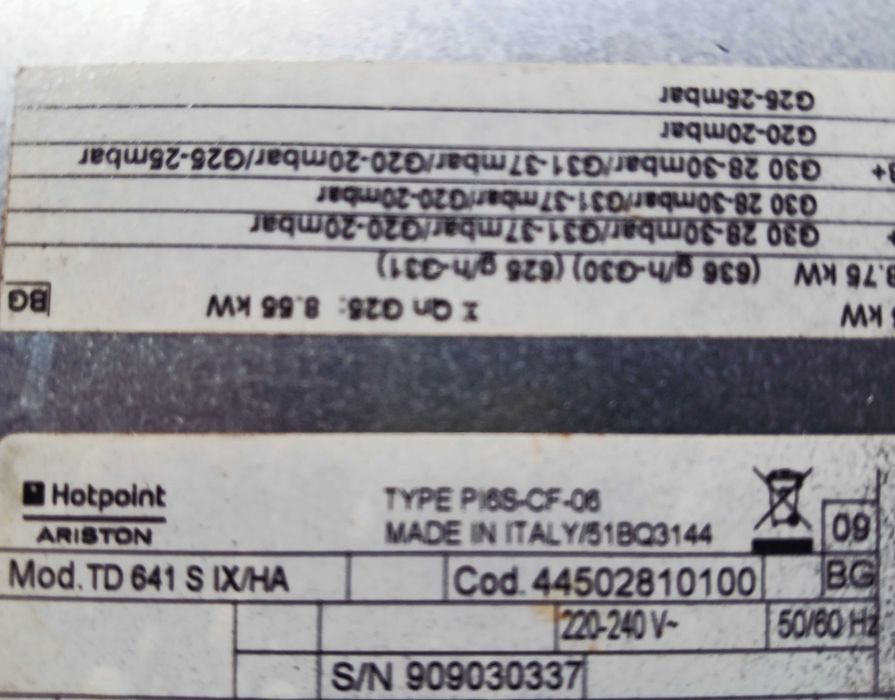 G25-25mbar
G20-20mbar
G30 28-30mbar/G31-37mbar/G20-20mbar/G25-25mbar
G30 28-30mbar/G31-37mbar/G20-20mbar
G30 28-30mbar/G31-37mbar/G20-20mbar
.75 kW (636 g/h-G30) (625 g/h-G31)
kW Σ Qn G25: 8.55 kW BG
Hotpoint
ARISTON
TYPE PI6S-CF-06
MADE IN ITALY/51BQ3144
09
Mod. TD 641 S IX/HA Cod. 44502810100 BG
220-240 V~ 50/60 Hz
S/N 909030337